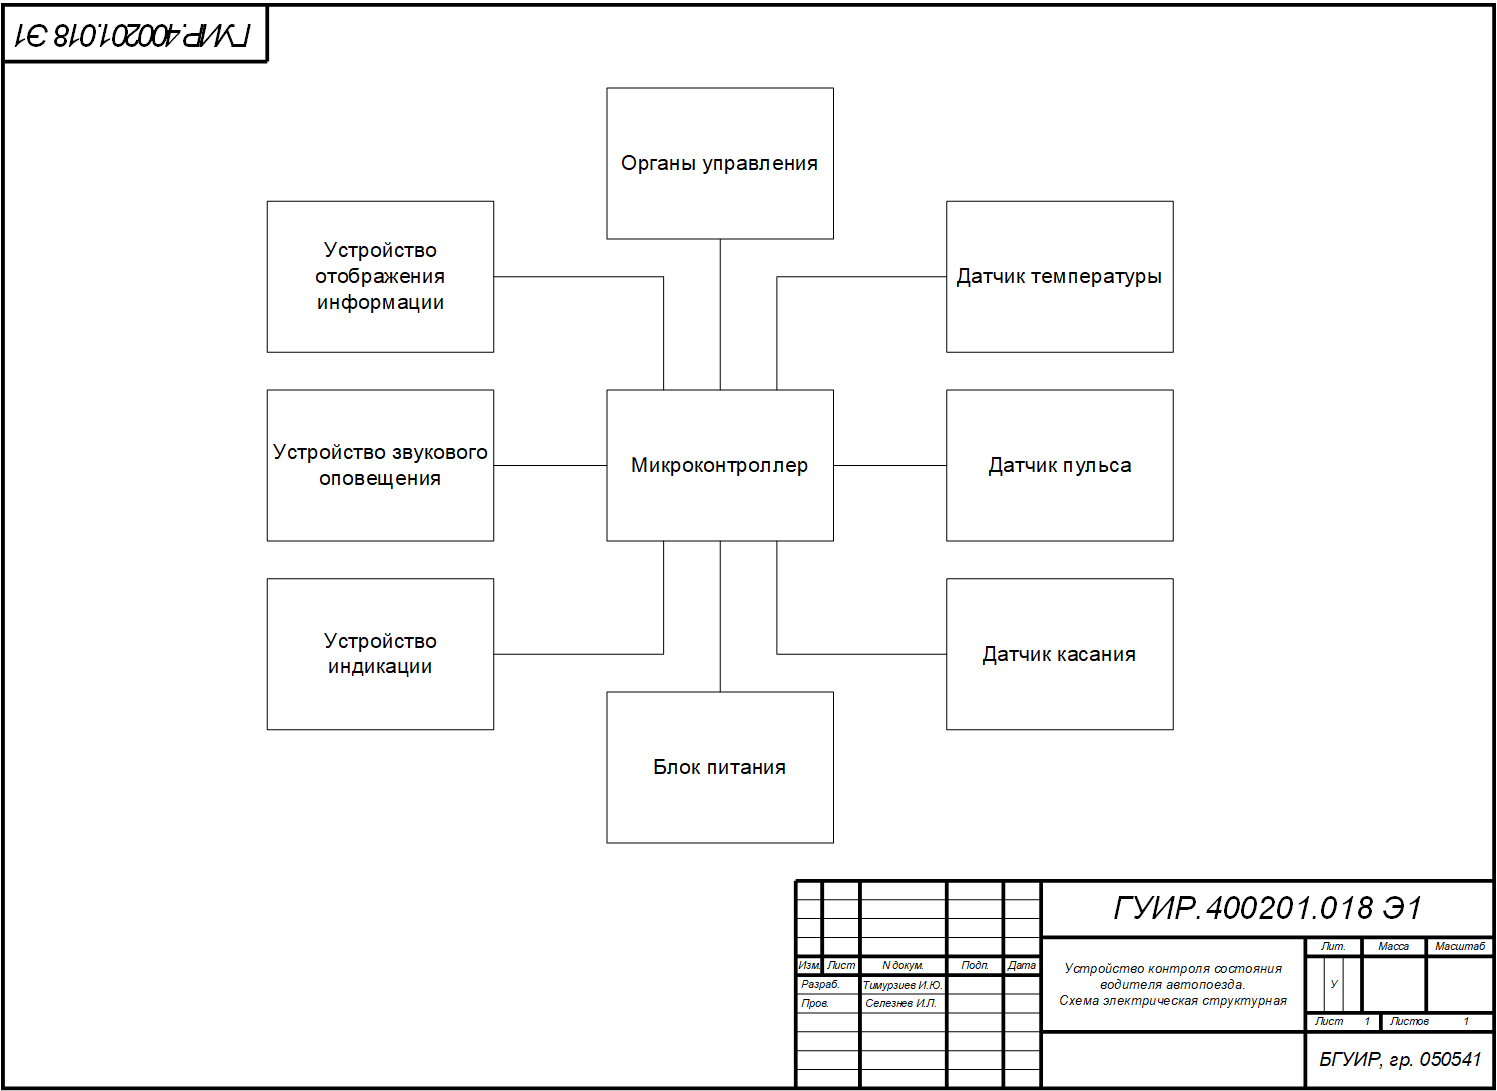 ГУИР.400201.018 Э1
Органы управления
Устройство
отображения
информации
Датчик температуры
Устройство звукового
оповещения
Микроконтроллер
Датчик пульса
Устройство
индикации
Датчик касания
Блок питания
ГУИР.400201.018 Э1
Лит. Масса Масштаб
Изм. Лист N докум. Подп. Дата
Разраб. Тимурзиев И.Ю.
Пров. Селезнев И.Л.
Устройство контроля состояния
водителя автопоезда.
Схема электрическая структурная
У
Лист 1 Листов 1
БГУИР, гр. 050541